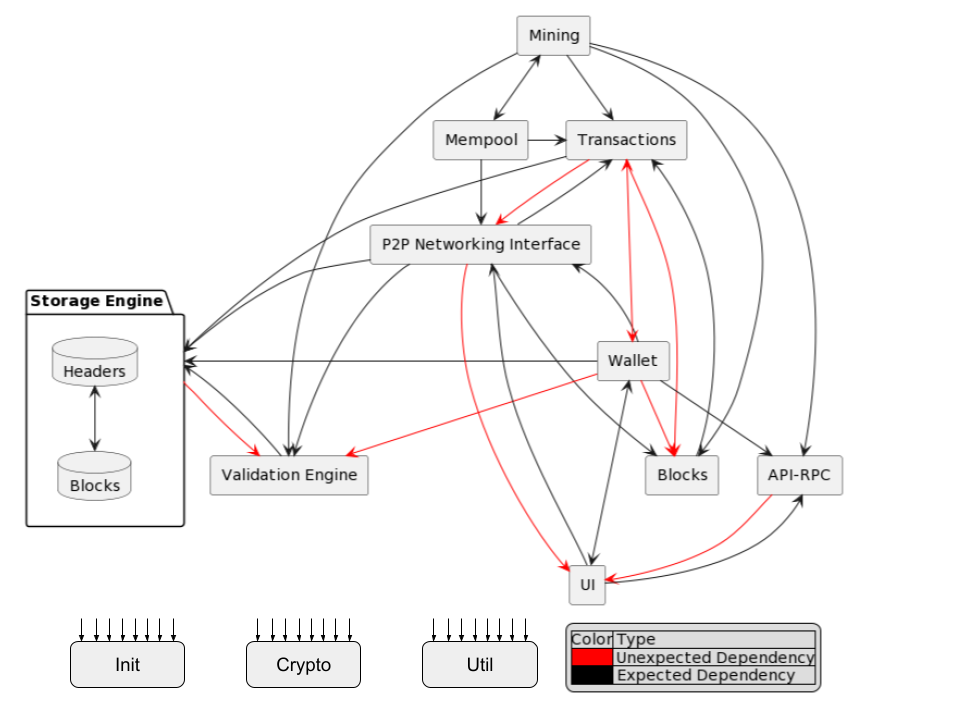 Mining
Mempool
Transactions
P2P Networking Interface
Storage Engine
Headers
Wallet
Blocks
Validation Engine
Blocks
API-RPC
UI
Init
Crypto
Util
Color Type
Unexpected Dependency
Expected Dependency